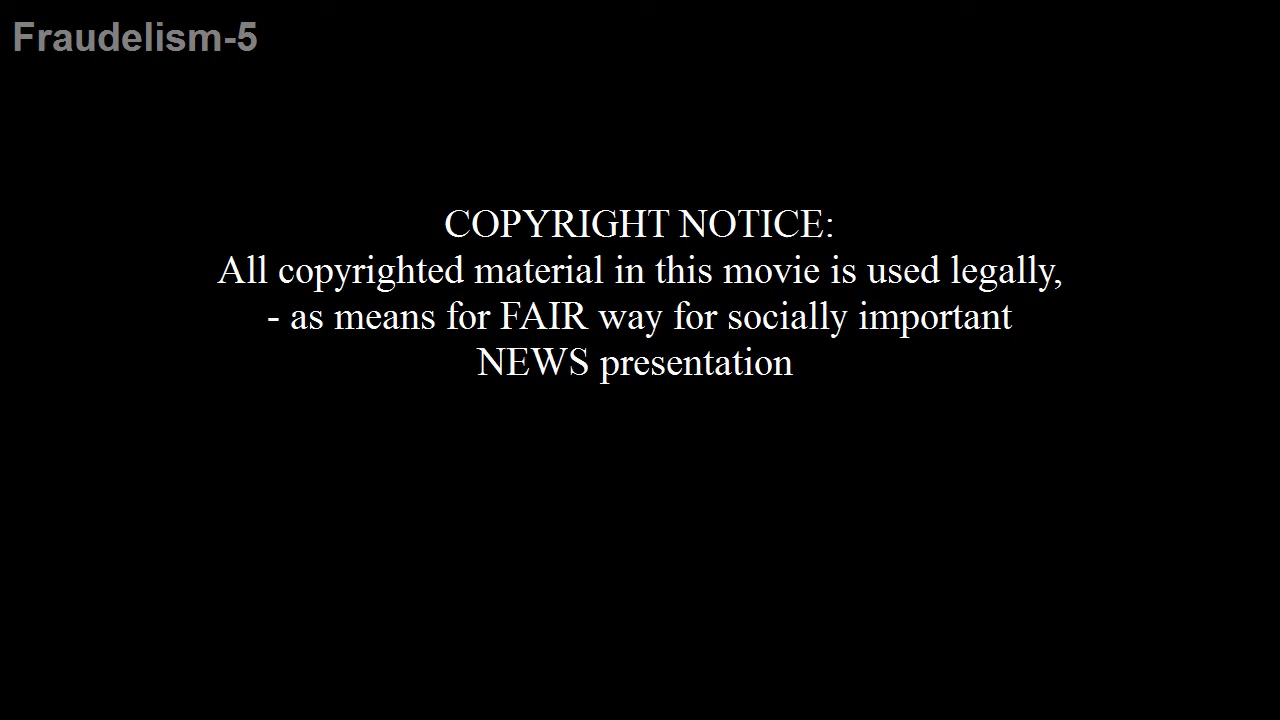 Fraudelism-5
COPYRIGHT NOTICE:
All copyrighted material in this movie is used legally,
- as means for FAIR way for socially important
NEWS presentation